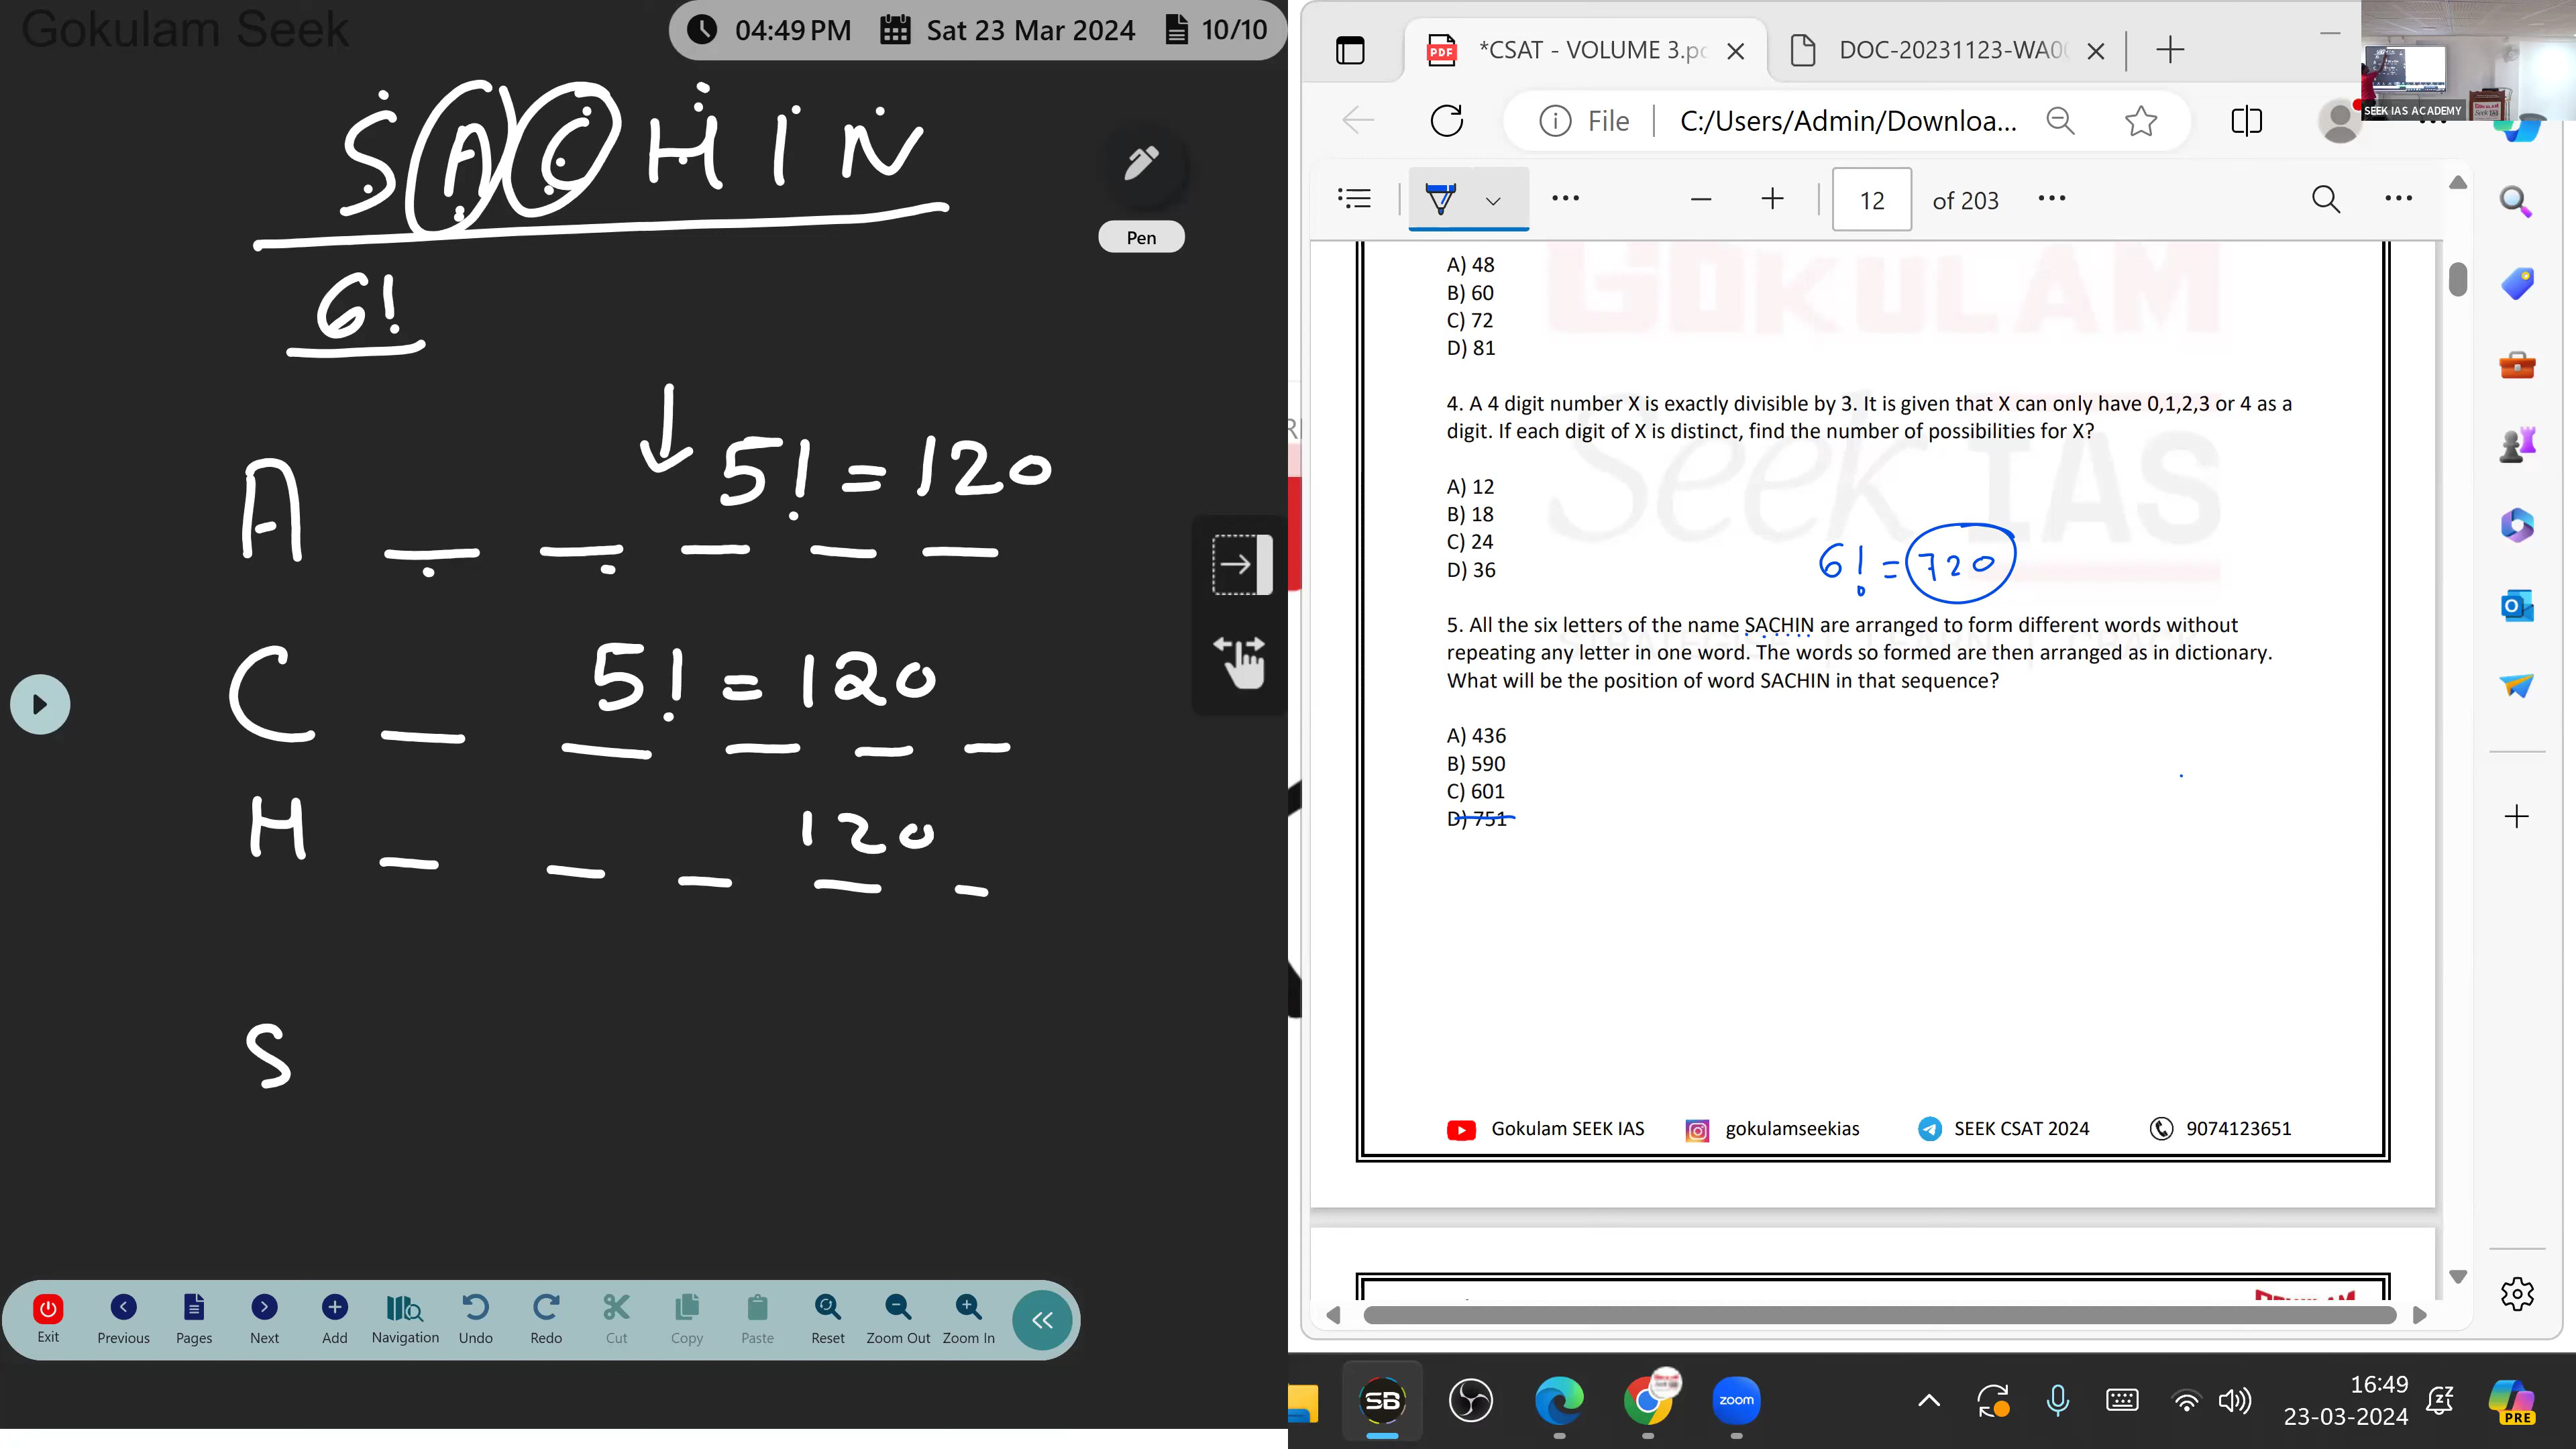 Gokulam Seek
04:49 PM Sat 23 Mar 2024 10/10
SACHIN
6!
Pen
5! = 120
A _ _ _ _ _
5! = 120
C _ _ _ _ _
120
H _ _ _ _ _
S
Exit Previous Pages Next Add Navigation Undo Redo Cut Copy Paste Reset Zoom Out Zoom In
*CSAT - VOLUME 3.pc
DOC-20231123-WA00
SEEK IAS ACADEMY
File C:/Users/Admin/Downloa...
12 of 203
GOKULAM
Seek IAS
A) 48
B) 60
C) 72
D) 81
4. A 4 digit number X is exactly divisible by 3. It is given that X can only have 0,1,2,3 or 4 as a
digit. If each digit of X is distinct, find the number of possibilities for X?
A) 12
B) 18
C) 24
D) 36
6! = 720
5. All the six letters of the name SACHIN are arranged to form different words without
repeating any letter in one word. The words so formed are then arranged as in dictionary.
What will be the position of word SACHIN in that sequence?
A) 436
B) 590
C) 601
D) 751
Gokulam SEEK IAS gokulamseekias SEEK CSAT 2024 9074123651
SB zoom
16:49
23-03-2024
PRE